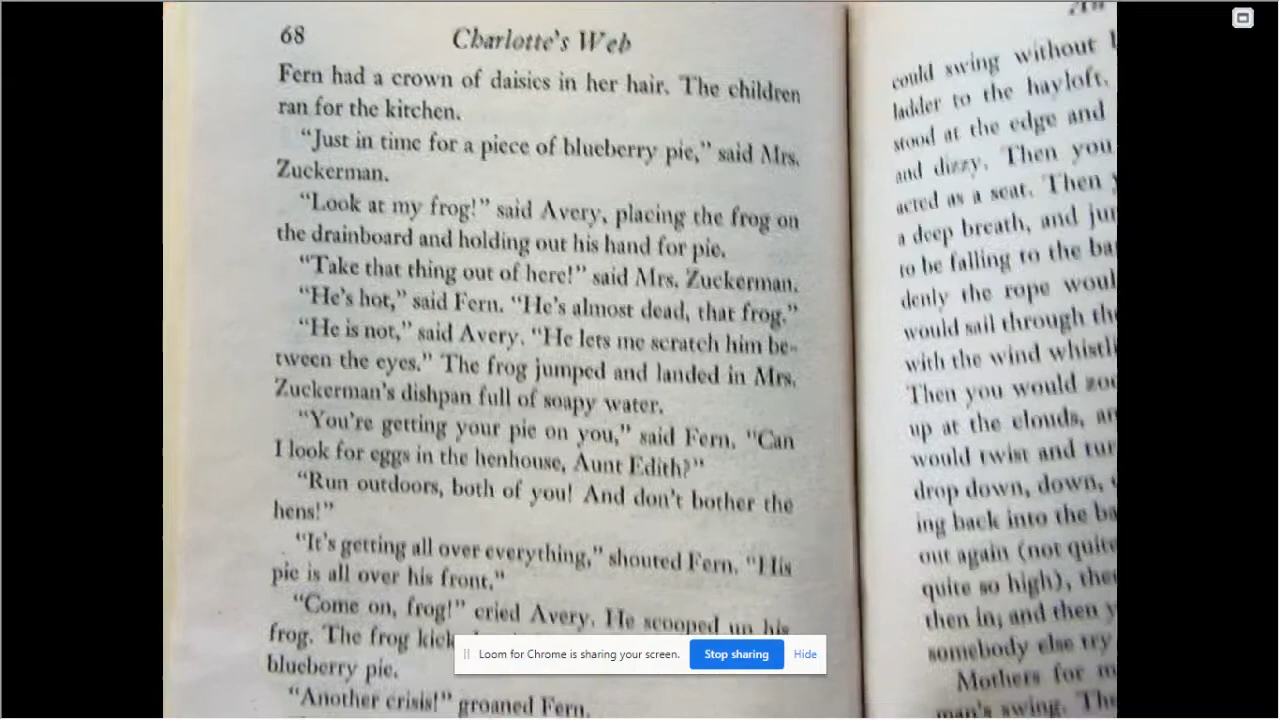 68
Charlotte's Web
Fern had a crown of daisies in her hair. The children
ran for the kitchen.
"Just in time for a piece of blueberry pie," said Mrs.
Zuckerman.
"Look at my frog!" said Avery, placing the frog on
the drainboard and holding out his hand for pie.
"Take that thing out of here!" said Mrs. Zuckerman.
"He's hot," said Fern. "He's almost dead, that frog."
"He is not," said Avery. "He lets me scratch him be-
tween the eyes." The frog jumped and landed in Mrs.
Zuckerman's dishpan full of soapy water.
"You're getting your pie on you," said Fern. "Can
I look for eggs in the henhouse, Aunt Edith?"
"Run outdoors, both of you! And don't bother the
hens!"
"It's getting all over everything," shouted Fern. "His
pie is all over his front."
"Come on, frog!" cried Avery. He scooped up his
frog. The frog
blueberry pie.
"Another crisis!" groaned Fern.
could swing without
ladder to the hayloft.
stood at the edge and
and dizzy. Then you
acted as a seat. Then
a deep breath, and
to be falling to the
denly the rope
would sail through
with the wind
Then you would
up at the clouds,
would twist and
drop down, down,
ing back into the
out again (not quite
quite so high),
then in; and then
somebody else try
Mothers for
man's swing.
Loom for Chrome is sharing your screen.
Stop sharing
Hide